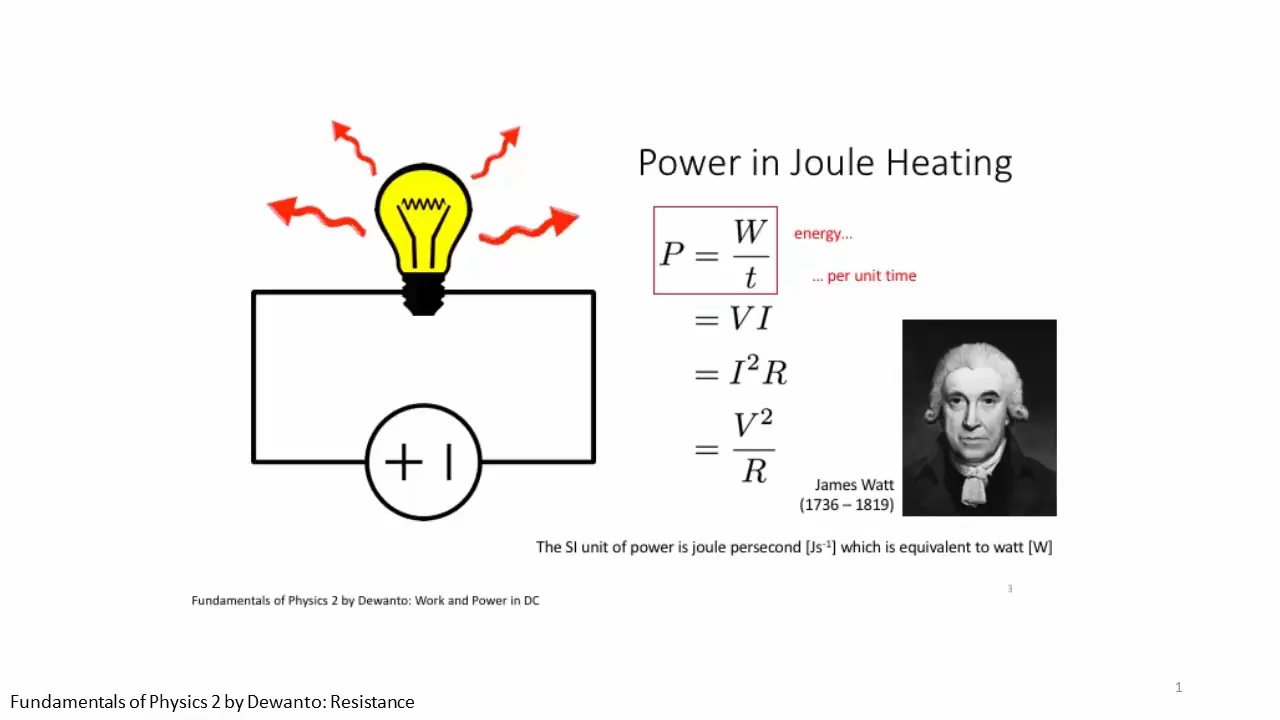 Power in Joule Heating
P = W/t
energy...
... per unit time
= VI
= I²R
= V²/R
James Watt
(1736 – 1819)
The SI unit of power is joule persecond [Js⁻¹] which is equivalent to watt [W]
Fundamentals of Physics 2 by Dewanto: Work and Power in DC
Fundamentals of Physics 2 by Dewanto: Resistance
1